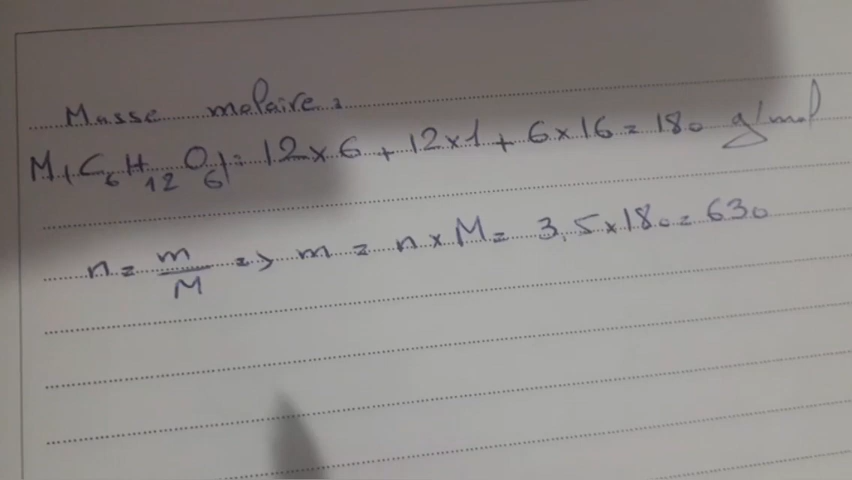 Masse molaire:
M(C₆H₁₂O₆) = 12 x 6 + 12 x 1 + 6 x 16 = 180 g/mol
n = m/M => m = n x M = 3,5 x 180 = 630